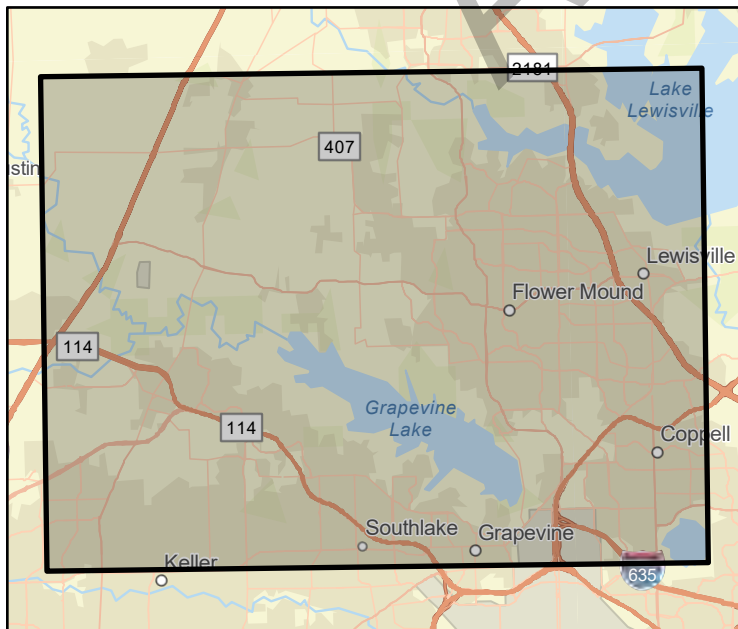 2181
Lake
Lewisville
407
stin
Lewisville
Flower Mound
114
Grapevine
Lake
114
Coppell
Southlake
Grapevine
Keller
635